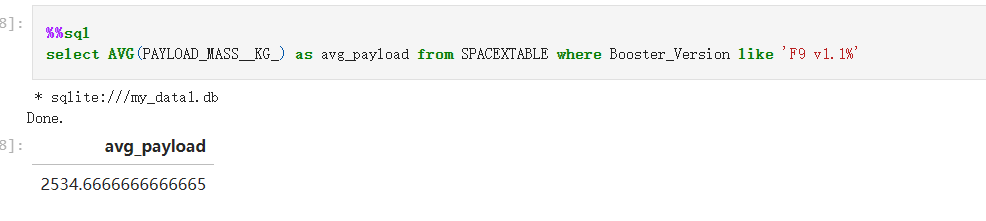 8]:
%%sql
select AVG(PAYLOAD_MASS__KG_) as avg_payload from SPACEXTABLE where Booster_Version like 'F9 v1.1%'
* sqlite:///my_data1.db
Done.
8]:
avg_payload
2534.6666666666665